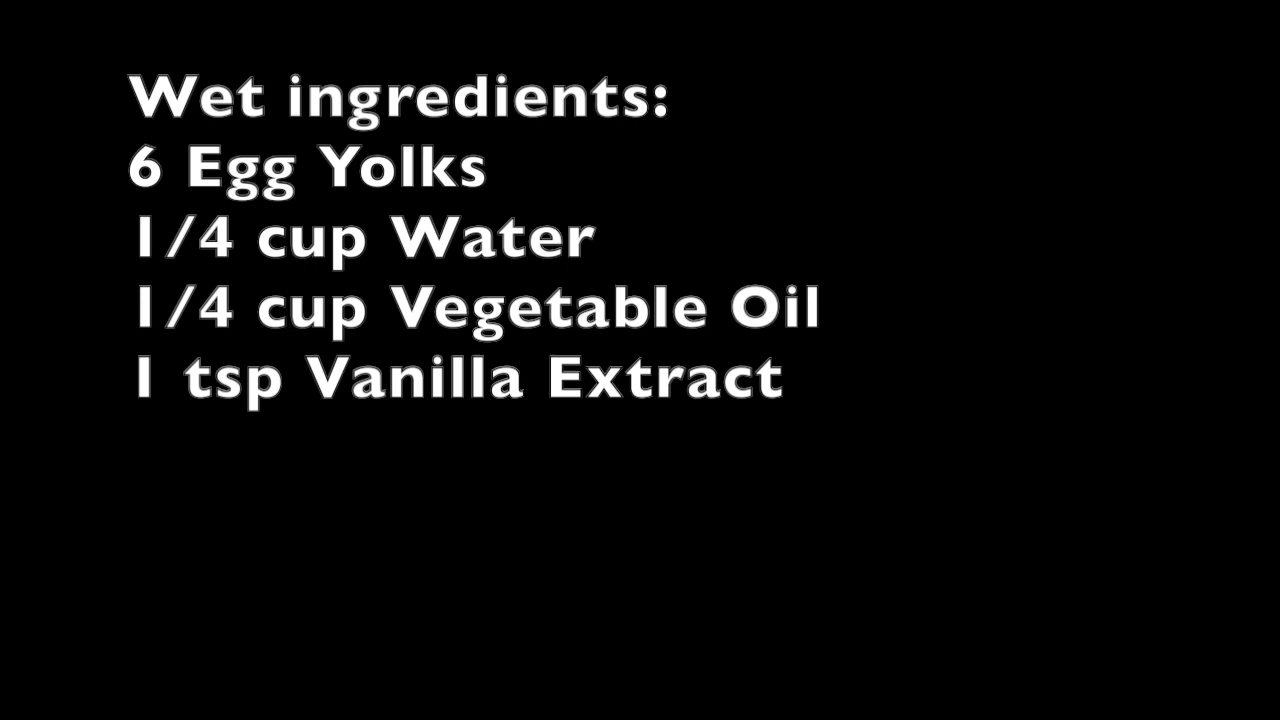 Wet ingredients:
6 Egg Yolks
1/4 cup Water
1/4 cup Vegetable Oil
1 tsp Vanilla Extract